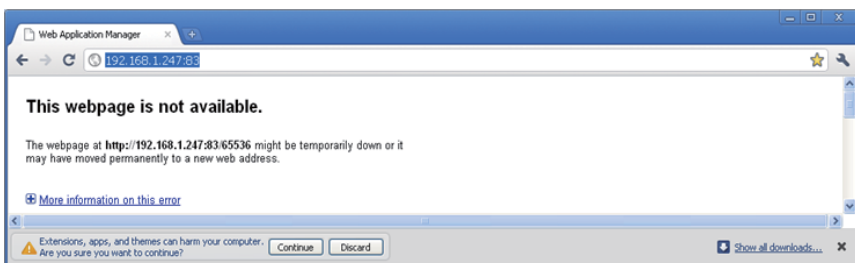 Web Application Manager
192.168.1.247:83
This webpage is not available.
The webpage at http://192.168.1.247:83/65536 might be temporarily down or it
may have moved permanently to a new web address.
More information on this error
Extensions, apps, and themes can harm your computer.
Are you sure you want to continue?
Continue
Discard
Show all downloads...